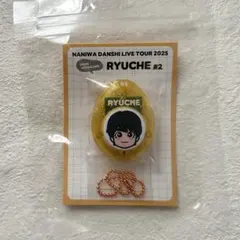 NANIWA DANSHI LIVE TOUR 2025
RYUCHE #2
RYUCHE